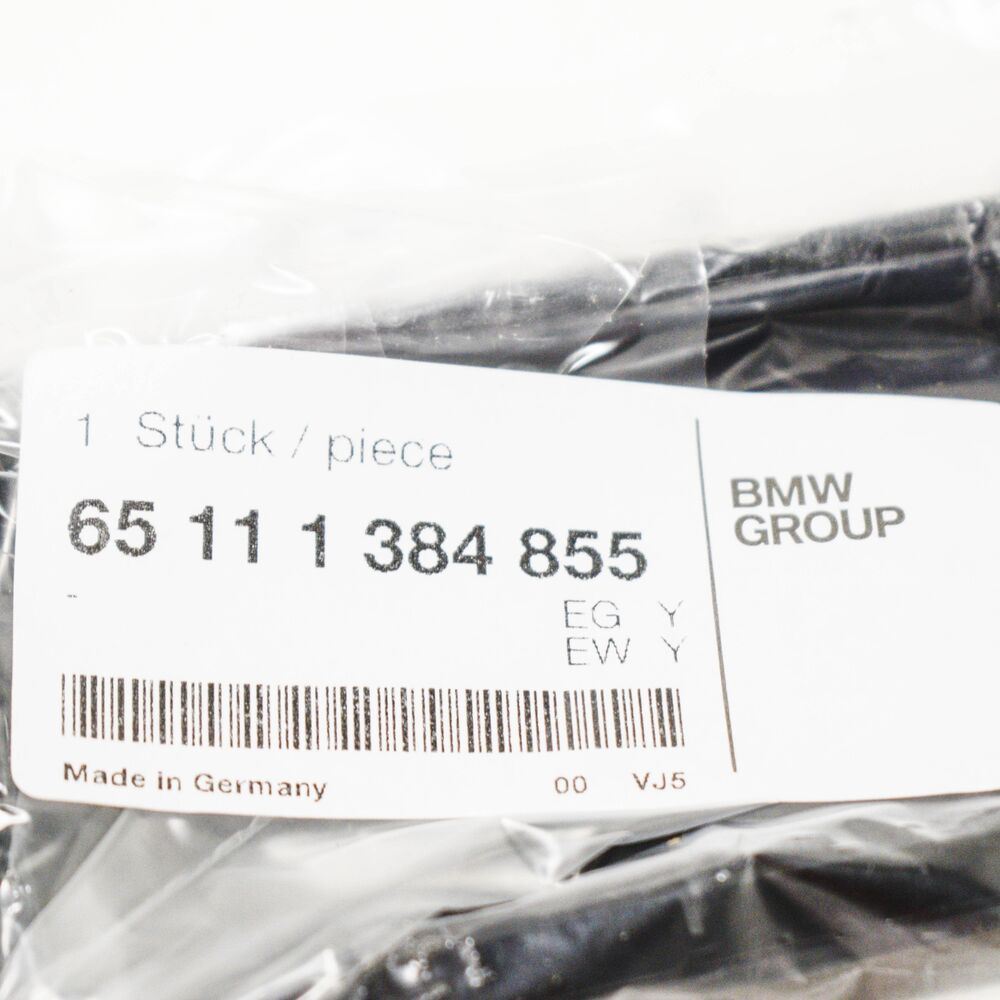 1 Stück / piece
65 11 1 384 855
-
EG Y
EW Y
Made in Germany 00 VJ5
BMW
GROUP